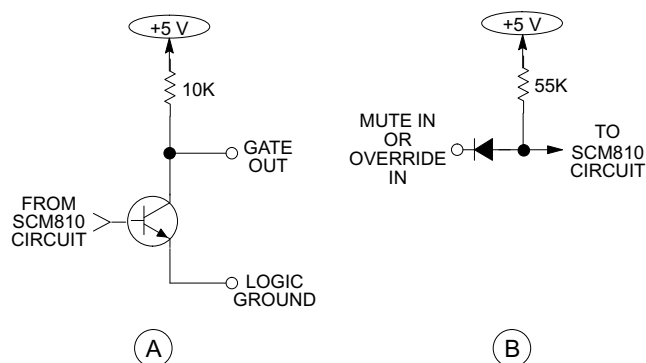 +5 V
10K
GATE
OUT
FROM
SCM810
CIRCUIT
LOGIC
GROUND
A
+5 V
55K
MUTE IN
OR
OVERRIDE
IN
TO
SCM810
CIRCUIT
B